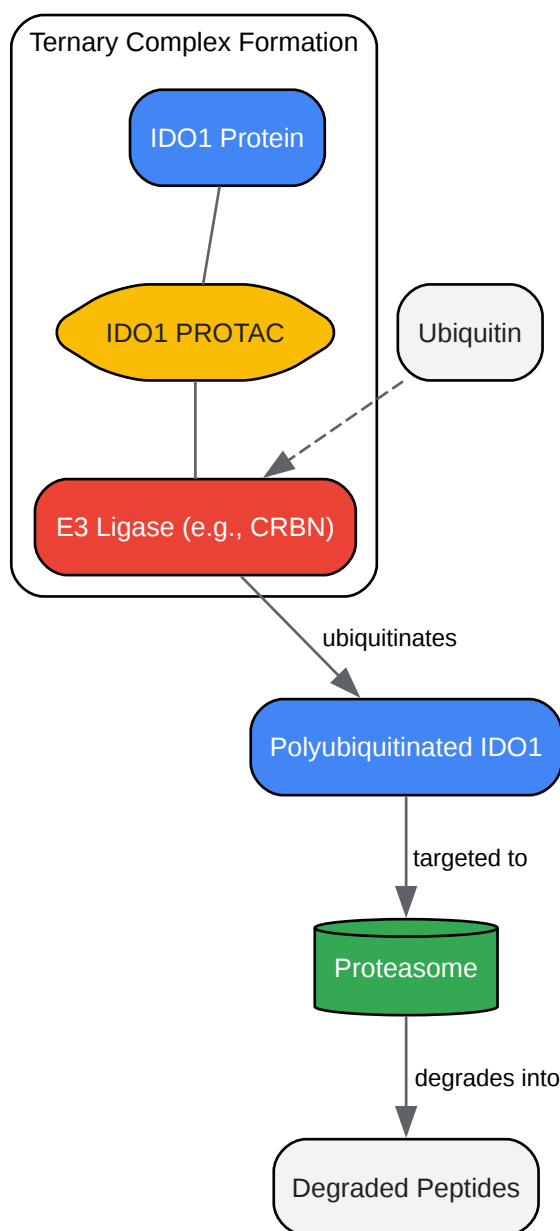 Ternary Complex Formation
IDO1 Protein
IDO1 PROTAC
Ubiquitin
E3 Ligase (e.g., CRBN)
ubiquitinates
Polyubiquitinated IDO1
targeted to
Proteasome
degrades into
Degraded Peptides